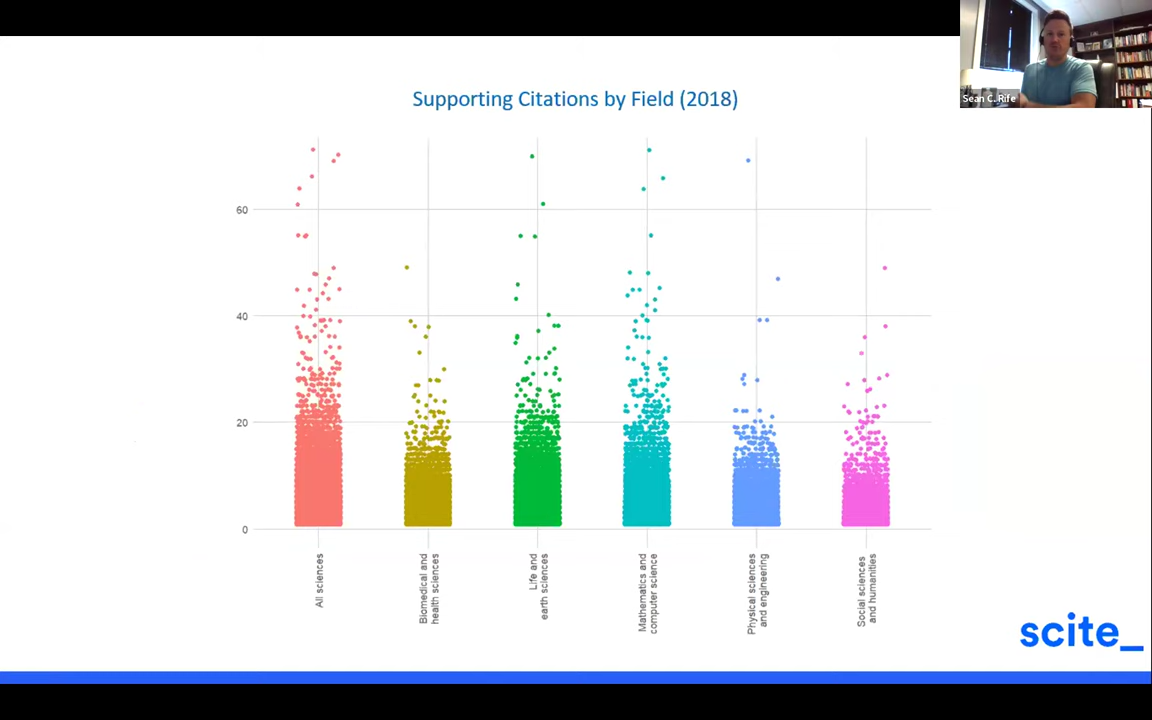 Sean C. Rife
Supporting Citations by Field (2018)
60
40
20
0
All sciences
Biomedical and
health sciences
Life and
earth sciences
Mathematics and
computer science
Physical sciences
and engineering
Social sciences
and humanities
scite_